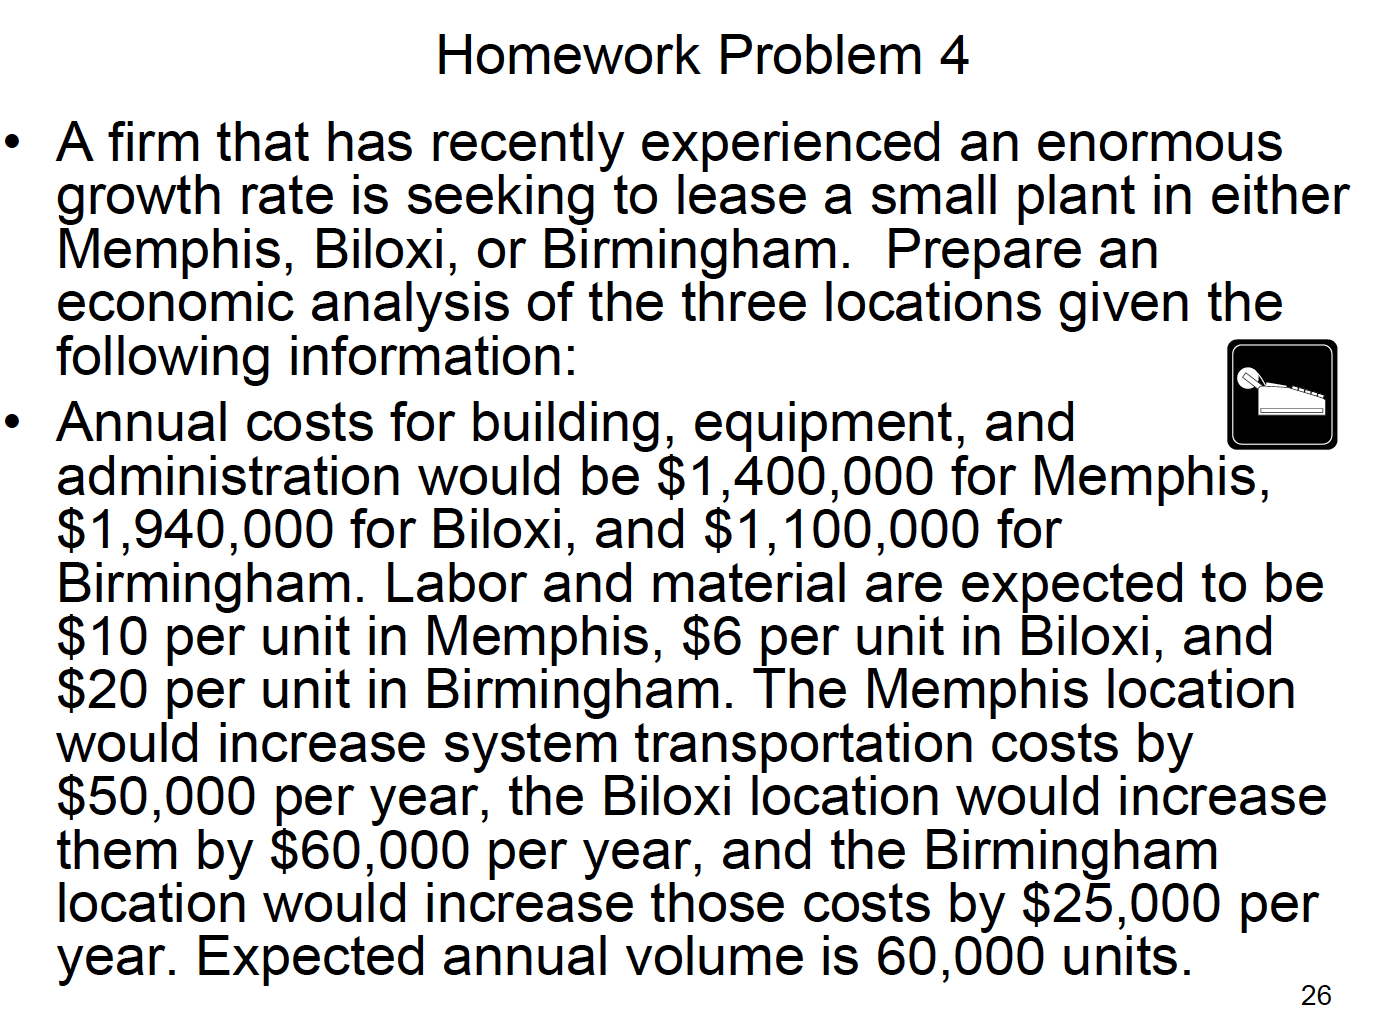 Homework Problem 4
• A firm that has recently experienced an enormous
growth rate is seeking to lease a small plant in either
Memphis, Biloxi, or Birmingham.  Prepare an
economic analysis of the three locations given the
following information:
• Annual costs for building, equipment, and
administration would be $1,400,000 for Memphis,
$1,940,000 for Biloxi, and $1,100,000 for
Birmingham. Labor and material are expected to be
$10 per unit in Memphis, $6 per unit in Biloxi, and
$20 per unit in Birmingham. The Memphis location
would increase system transportation costs by
$50,000 per year, the Biloxi location would increase
them by $60,000 per year, and the Birmingham
location would increase those costs by $25,000 per
year. Expected annual volume is 60,000 units.
26